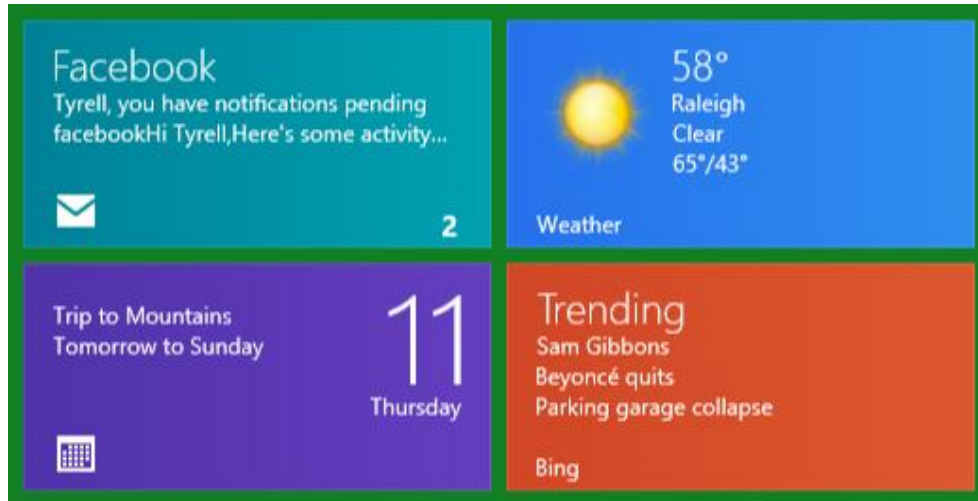 Facebook
Tyrell, you have notifications pending
facebookHi Tyrell,Here's some activity...
2
58°
Raleigh
Clear
65°/43°
Weather
Trip to Mountains
Tomorrow to Sunday
11
Thursday
Trending
Sam Gibbons
Beyoncé quits
Parking garage collapse
Bing